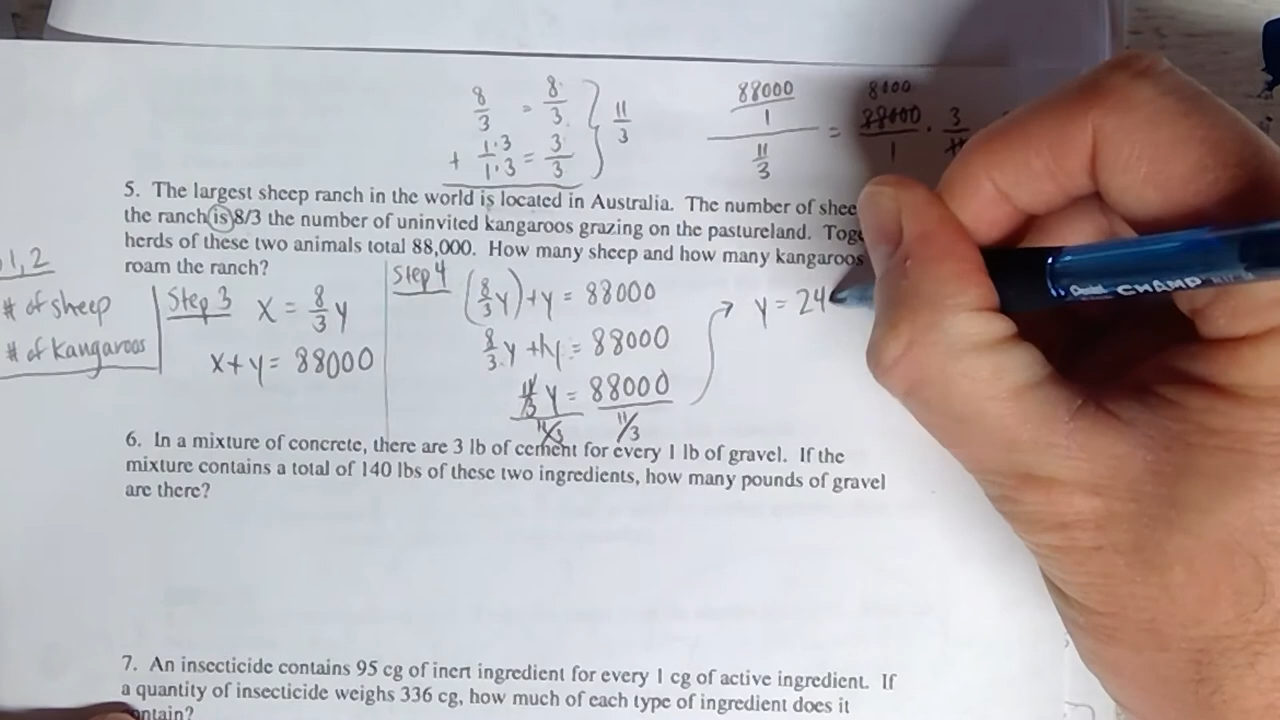 8/3 = 8/3 } 11/3
+ 1·3/1·3 = 3/3
88000/1 / 11/3 = 88000/1 · 3/11
8000
5. The largest sheep ranch in the world is located in Australia. The number of
the ranch is 8/3 the number of uninvited kangaroos grazing on the pastureland.
herds of these two animals total 88,000. How many sheep and how many kangaroos
roam the ranch?
1,2
# of sheep
# of kangaroos
Step 3 x = 8/3 y
x+y = 88000
Step 4 (8/3 y) + y = 88000
8/3 y + 1y = 88000
11/3 y = 88000
11/3 11/3
y = 24
CHAMP
6. In a mixture of concrete, there are 3 lb of cement for every 1 lb of gravel. If the
mixture contains a total of 140 lbs of these two ingredients, how many pounds of gravel
are there?
7. An insecticide contains 95 cg of inert ingredient for every 1 cg of active ingredient. If
a quantity of insecticide weighs 336 cg, how much of each type of ingredient does it